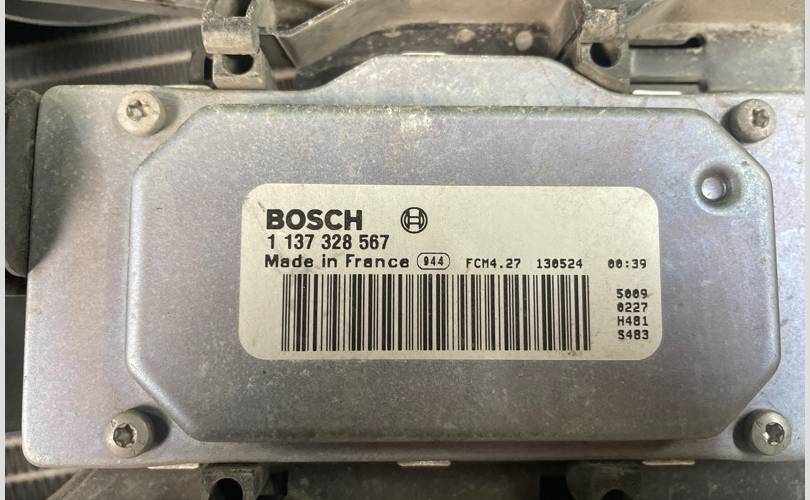 BOSCH
1 137 328 567
Made in France 944 FCM4.27 130524 00:39
5009
0227
H481
S483